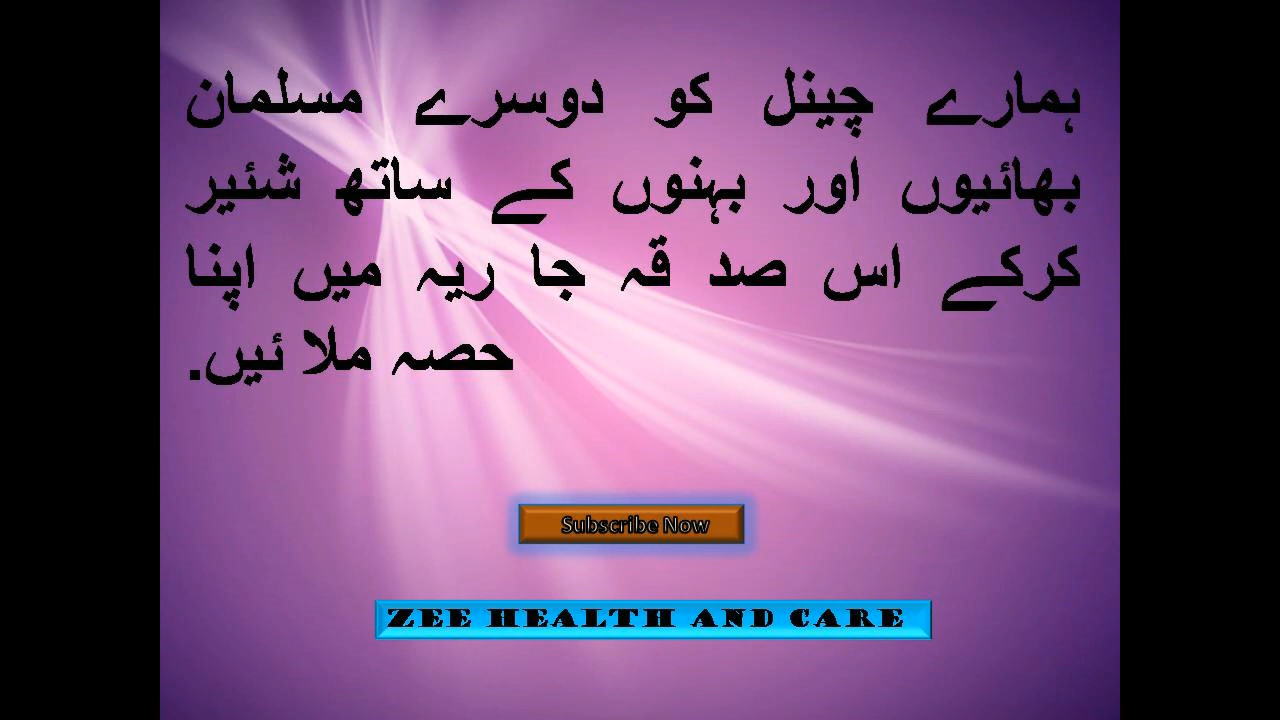 ہمارے چینل کو دوسرے مسلمان
بھائیوں اور بہنوں کے ساتھ شئیر
کرکے اس صد قہ جا ریہ میں اپنا
حصہ ملا ئیں.
Subscribe Now
ZEE HEALTH AND CARE